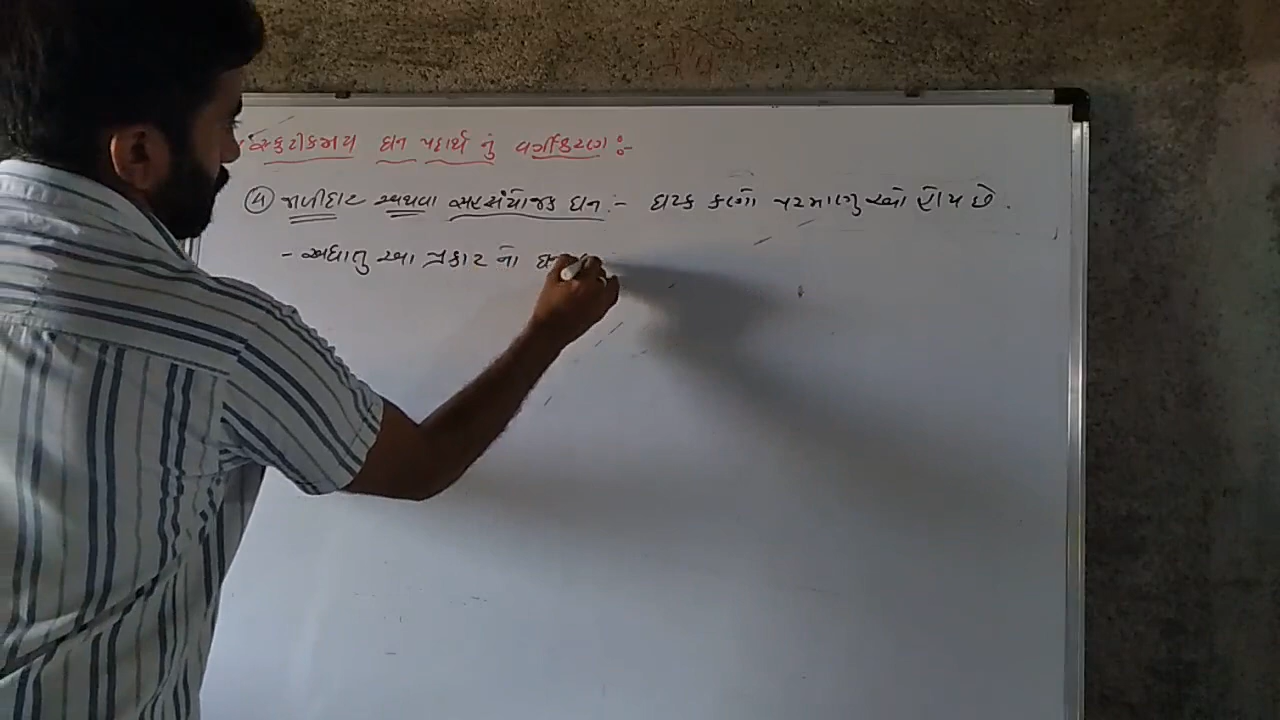 સ્ફટીકમય ઘન પદાર્થ નું વર્ગીકરણ :-
④ જાળીદાર અથવા સહસંયોજક ઘન :- ઘટક કણો પરમાણુઓ હોય છે.
- અધાતુ આ પ્રકાર ના